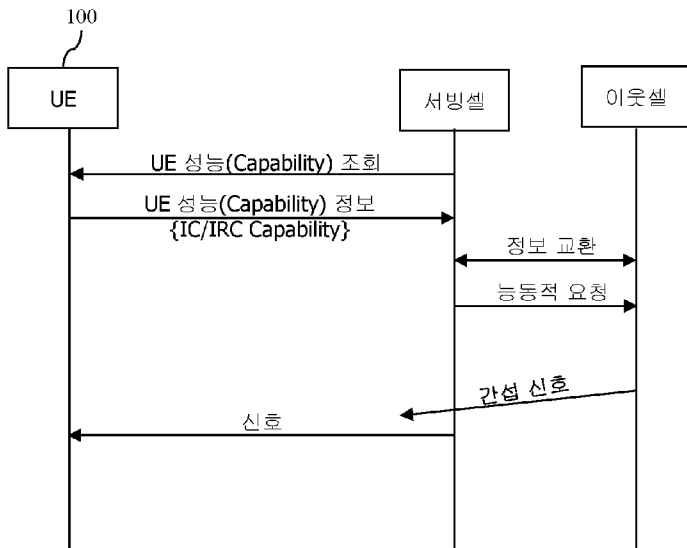 100
UE
서빙셀
이웃셀
UE 성능(Capability) 조회
UE 성능(Capability) 정보
{IC/IRC Capability}
정보 교환
능동적 요청
간섭 신호
신호